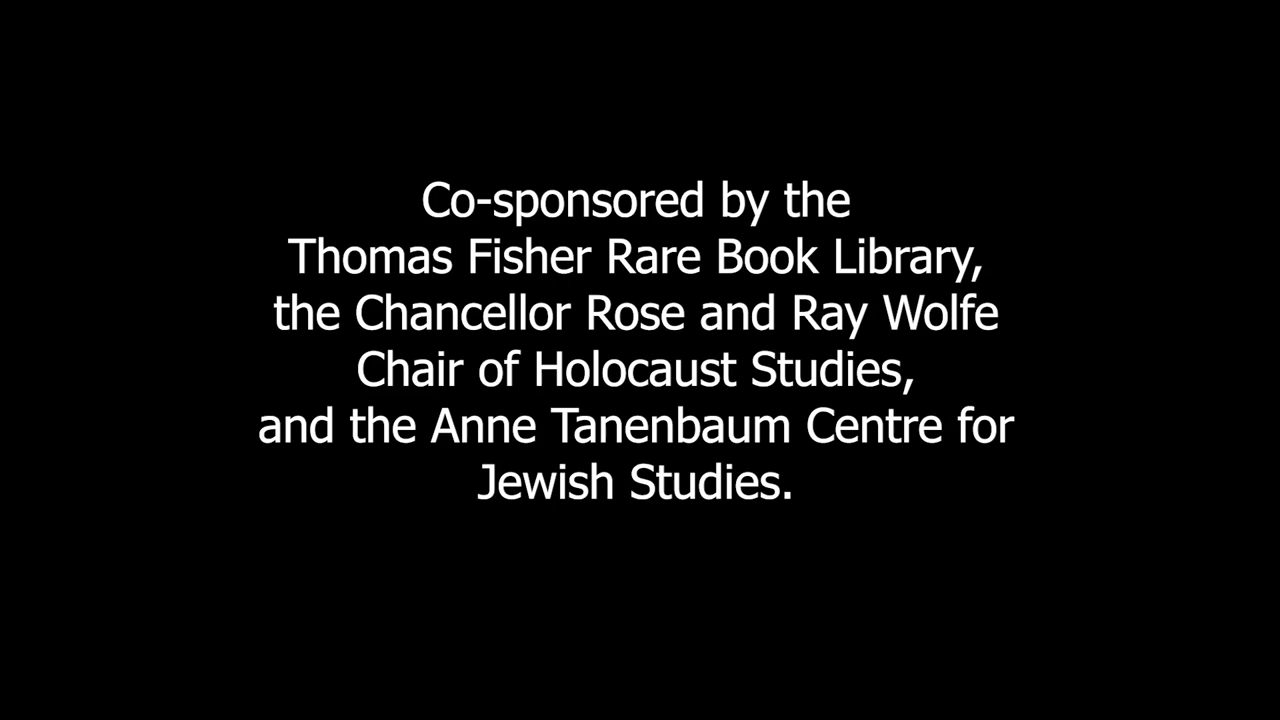 Co-sponsored by the
Thomas Fisher Rare Book Library,
the Chancellor Rose and Ray Wolfe
Chair of Holocaust Studies,
and the Anne Tanenbaum Centre for
Jewish Studies.